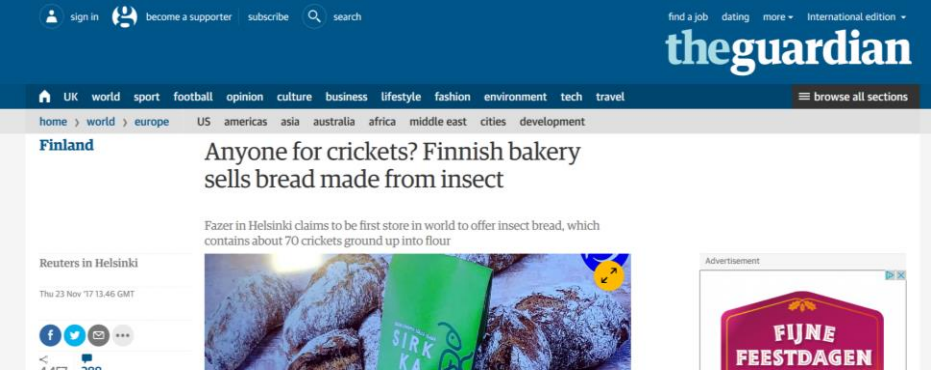 sign in become a supporter subscribe search find a job dating more International edition
theguardian
UK world sport football opinion culture business lifestyle fashion environment tech travel browse all sections
home world europe US americas asia australia africa middle east cities development
Finland
Anyone for crickets? Finnish bakery
sells bread made from insect
Fazer in Helsinki claims to be first store in world to offer insect bread, which
contains about 70 crickets ground up into flour
Reuters in Helsinki
Thu 23 Nov '17 13.46 GMT
Advertisement
SIRK
KA
FIJNE
FEESTDAGEN